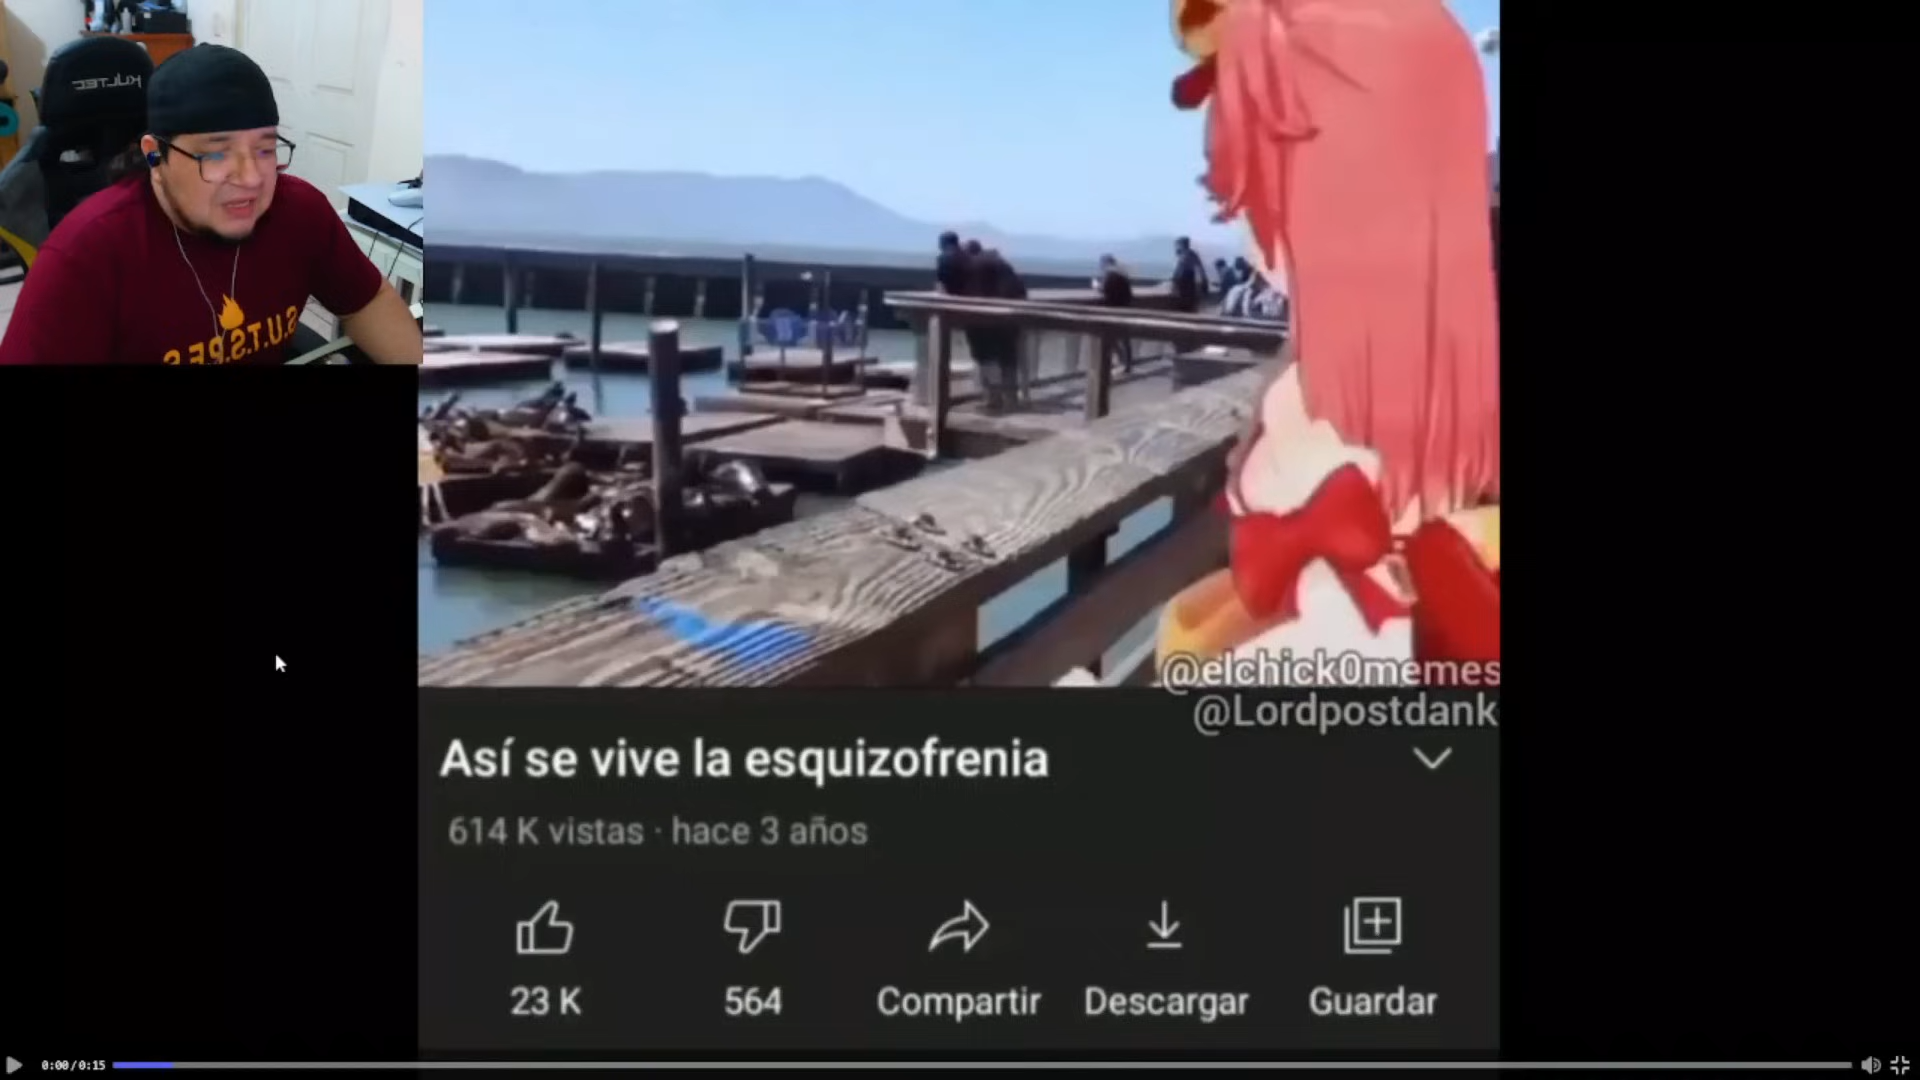 KULTEC
S.U.T.S.P.E.S
@elchick0memes
@Lordpostdank
Así se vive la esquizofrenia
614 K vistas · hace 3 años
23 K
564
Compartir
Descargar
Guardar
0:00/0:15